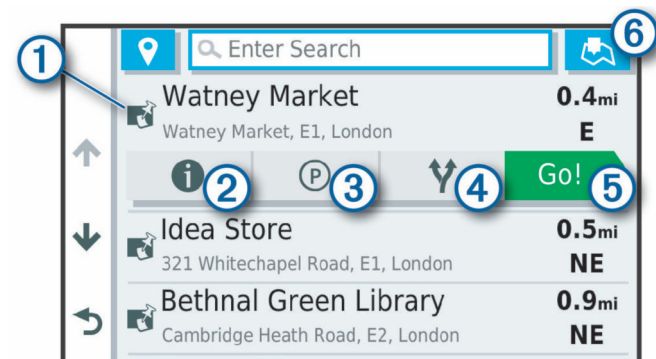 1
6
Enter Search
Watney Market
0.4mi
Watney Market, E1, London
E
i 2 P 3 4 Go! 5
Idea Store
0.5mi
321 Whitechapel Road, E1, London
NE
Bethnal Green Library
0.9mi
Cambridge Heath Road, E2, London
NE